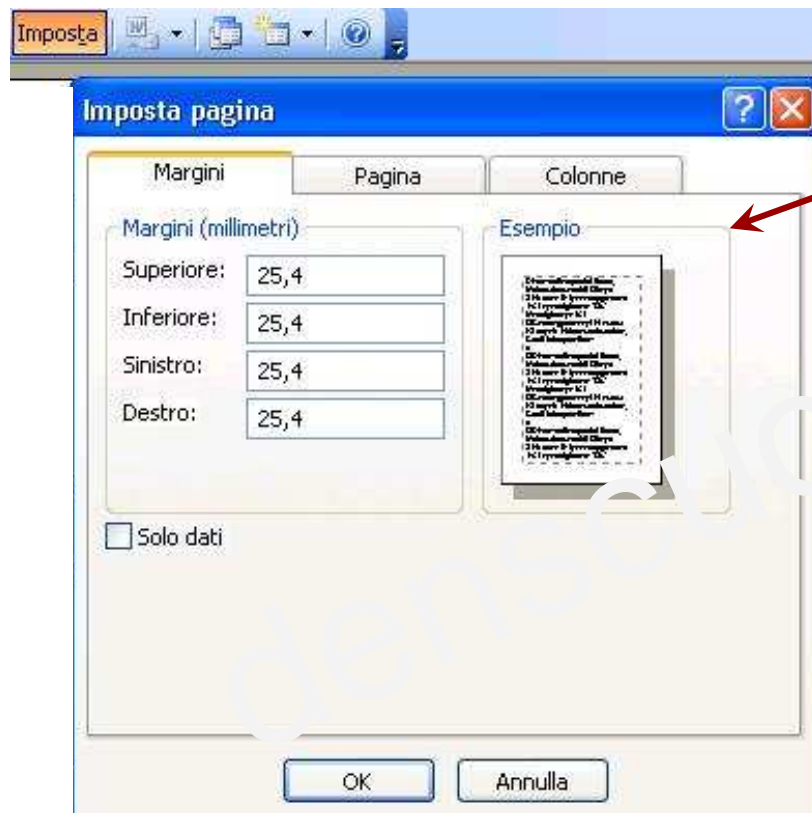 Imposta
Imposta pagina
Margini Pagina Colonne
Margini (millimetri) Esempio
Superiore: 25,4
Inferiore: 25,4
Sinistro: 25,4
Destro: 25,4
Solo dati
OK Annulla
denscuo